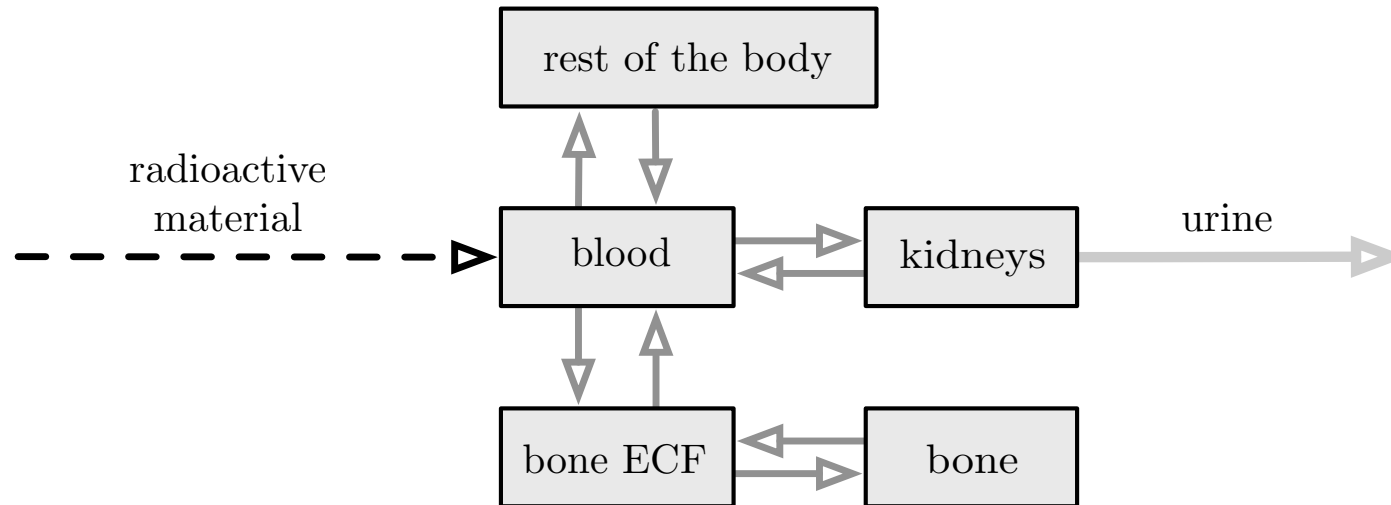 rest of the body
radioactive
material
blood
kidneys
urine
bone ECF
bone